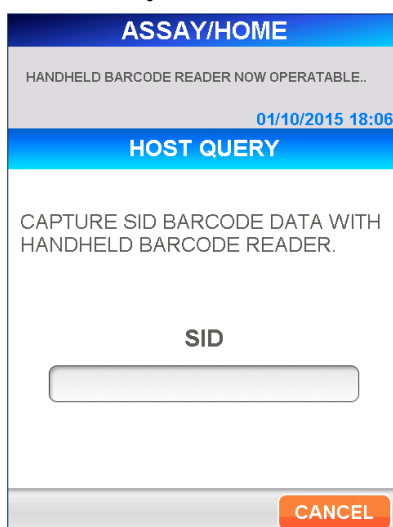 ASSAY/HOME
HANDHELD BARCODE READER NOW OPERATABLE..
01/10/2015 18:06
HOST QUERY
CAPTURE SID BARCODE DATA WITH
HANDHELD BARCODE READER.
SID
CANCEL